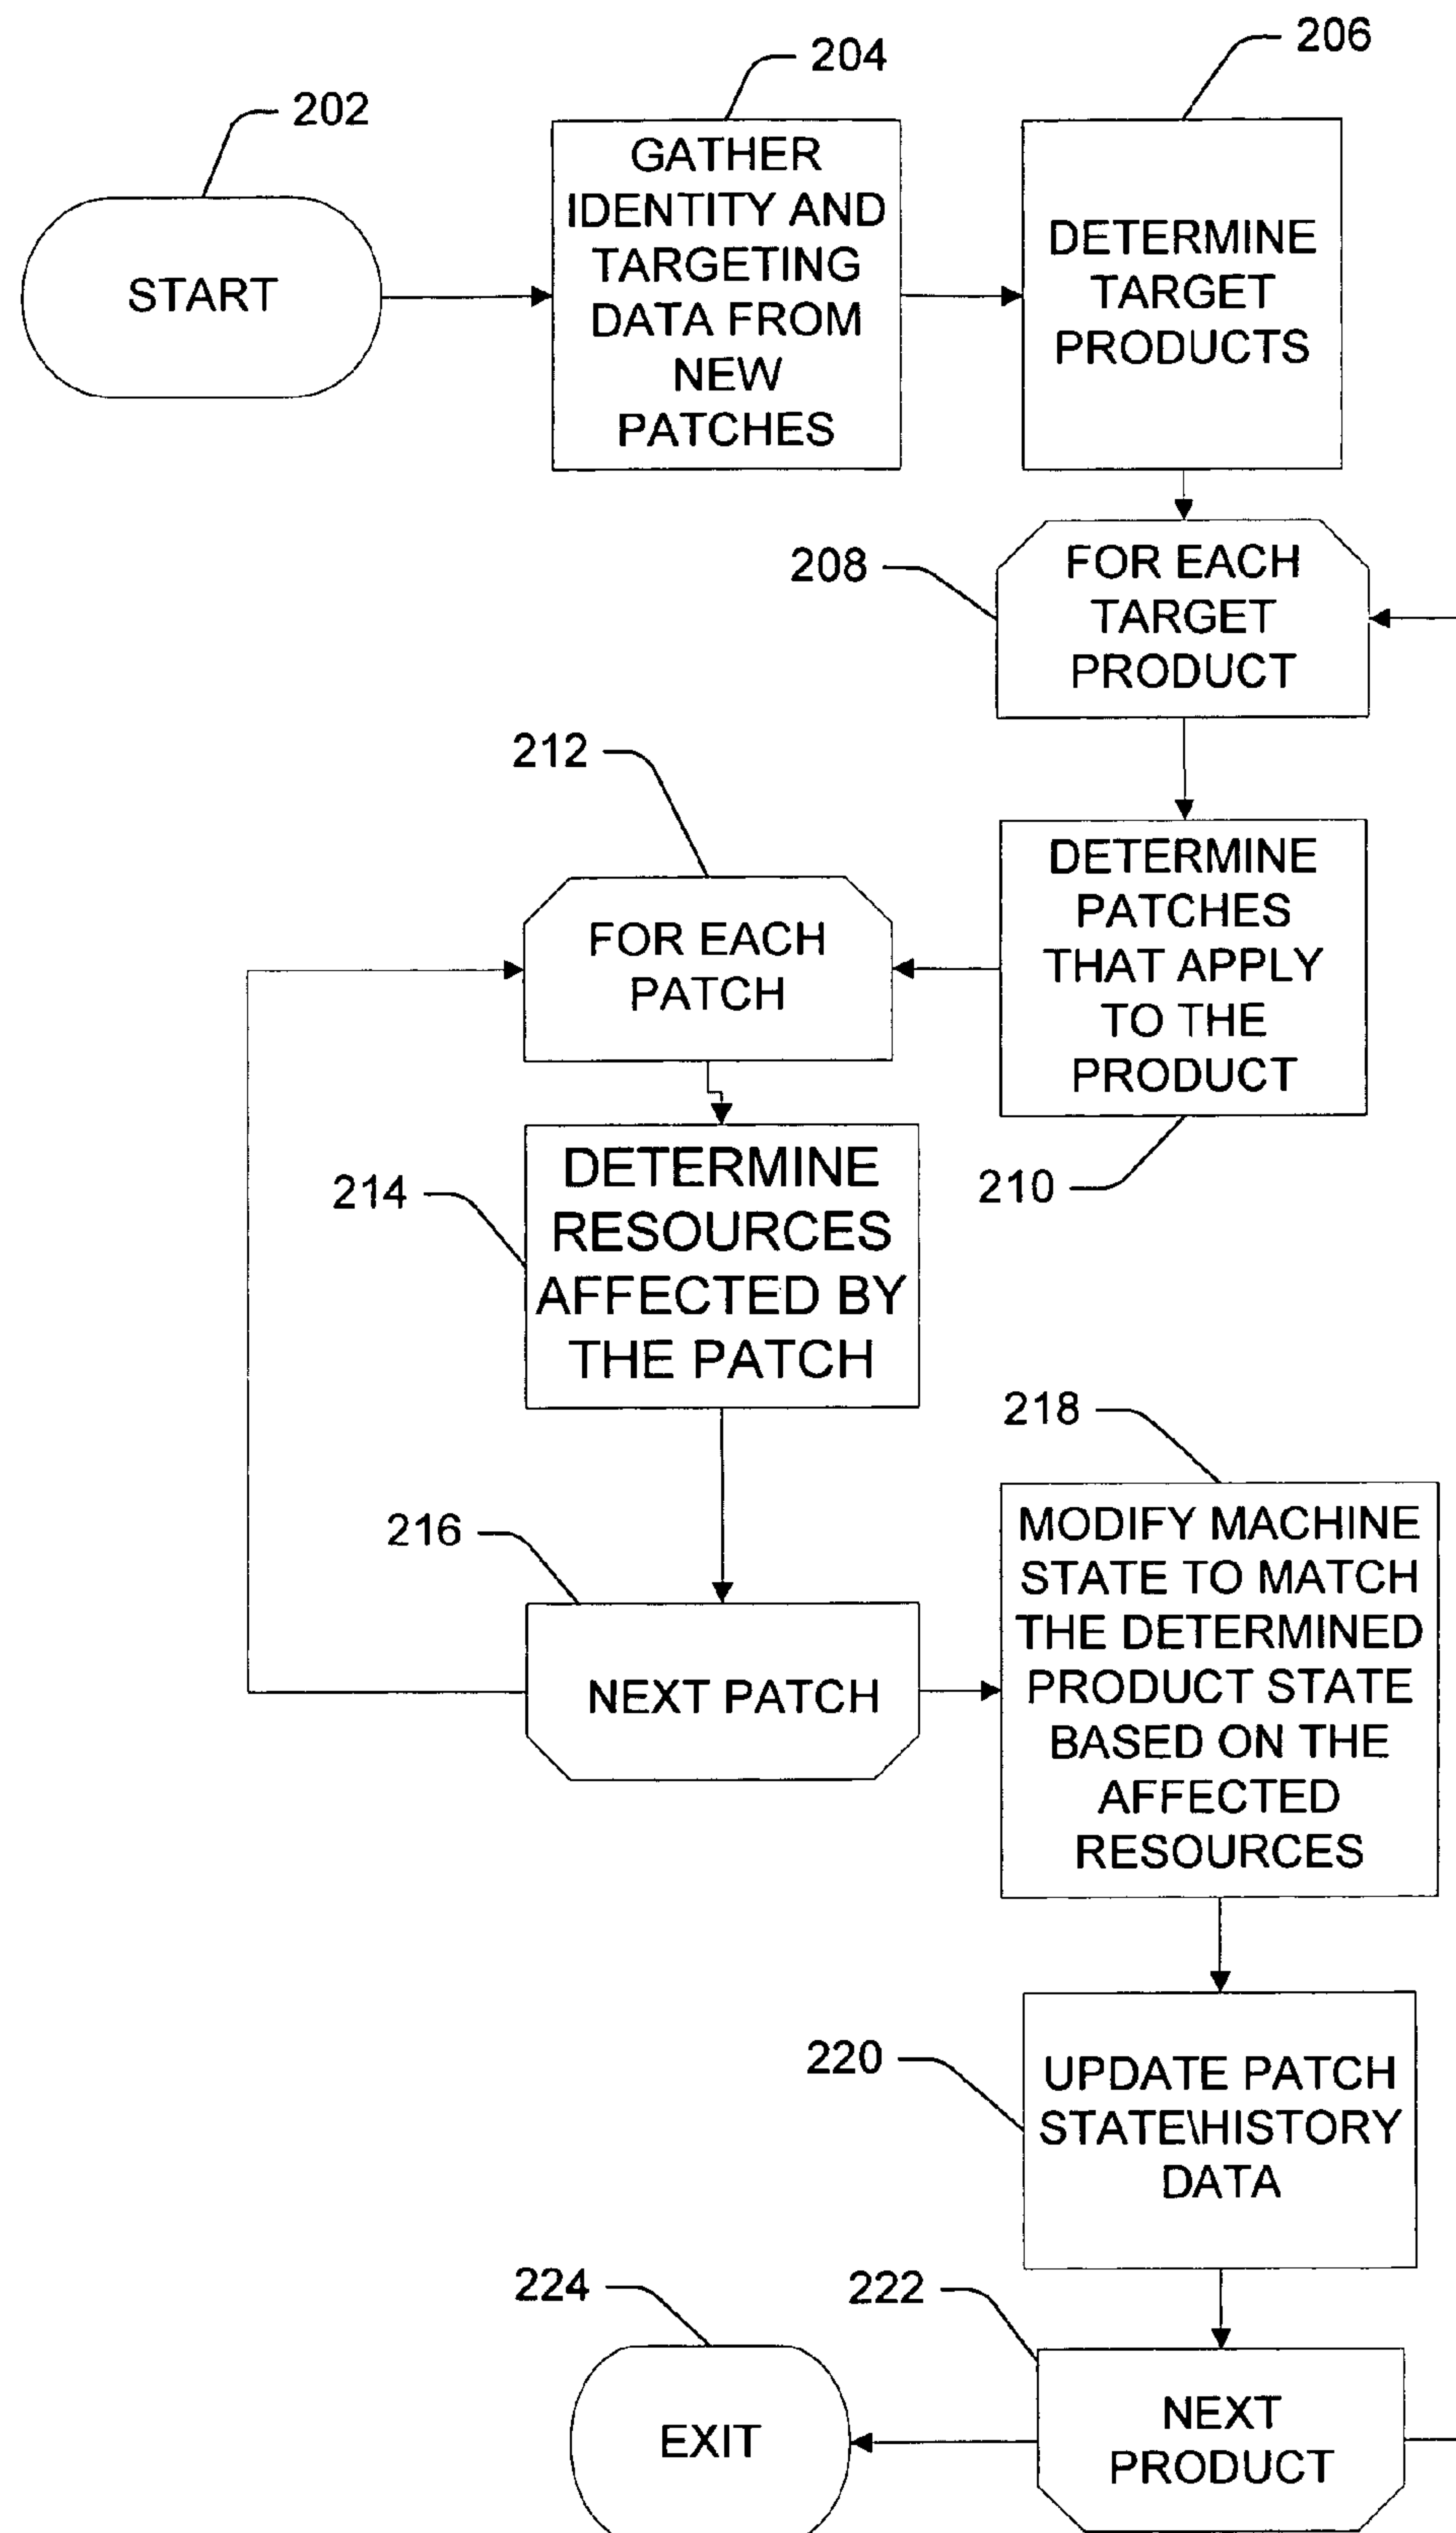 202
204
206
START
GATHER
IDENTITY AND
TARGETING
DATA FROM
NEW
PATCHES
DETERMINE
TARGET
PRODUCTS
208
FOR EACH
TARGET
PRODUCT
210
DETERMINE
PATCHES
THAT APPLY
TO THE
PRODUCT
212
FOR EACH
PATCH
214
DETERMINE
RESOURCES
AFFECTED BY
THE PATCH
216
NEXT PATCH
218
MODIFY MACHINE
STATE TO MATCH
THE DETERMINED
PRODUCT STATE
BASED ON THE
AFFECTED
RESOURCES
220
UPDATE PATCH
STATE\HISTORY
DATA
222
NEXT
PRODUCT
224
EXIT